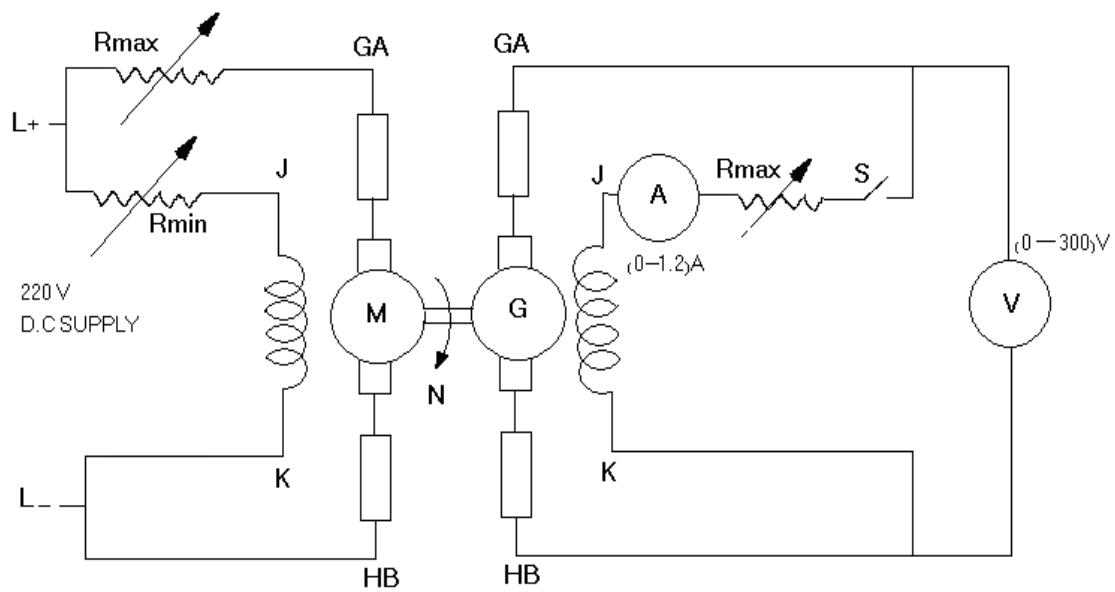 Rmax
GA
GA
L+
Rmin
J
J
A
Rmax
S
(0-1.2)A
(0-300)V
220 V
D.C SUPPLY
M
G
V
N
K
K
L-
HB
HB